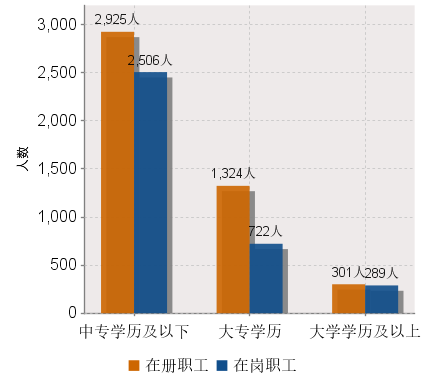 人数
3,000
2,500
2,000
1,500
1,000
500
0
2,925人
2,506人
1,324人
722人
301人
289人
中专学历及以下
大专学历
大学学历及以上
在册职工
在岗职工